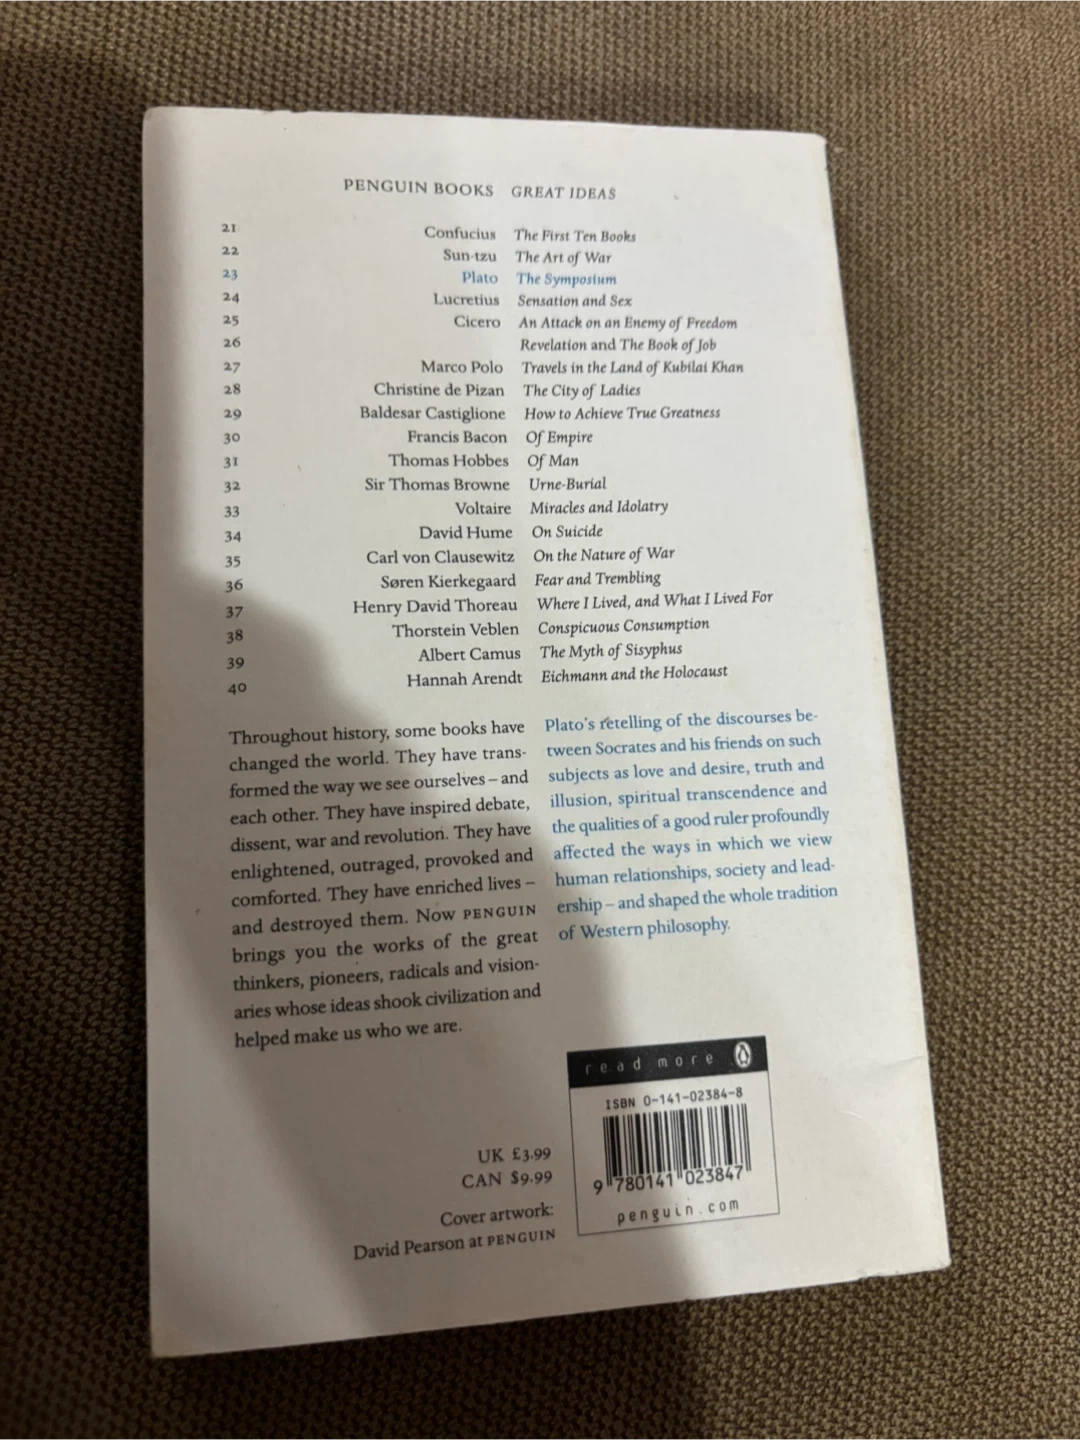 PENGUIN BOOKS GREAT IDEAS
21 Confucius The First Ten Books
22 Sun-tzu The Art of War
23 Plato The Symposium
24 Lucretius Sensation and Sex
25 Cicero An Attack on an Enemy of Freedom
26 Revelation and The Book of Job
27 Marco Polo Travels in the Land of Kubilai Khan
28 Christine de Pizan The City of Ladies
29 Baldesar Castiglione How to Achieve True Greatness
30 Francis Bacon Of Empire
31 Thomas Hobbes Of Man
32 Sir Thomas Browne Urne-Burial
33 Voltaire Miracles and Idolatry
34 David Hume On Suicide
35 Carl von Clausewitz On the Nature of War
36 Søren Kierkegaard Fear and Trembling
37 Henry David Thoreau Where I Lived, and What I Lived For
38 Thorstein Veblen Conspicuous Consumption
39 Albert Camus The Myth of Sisyphus
40 Hannah Arendt Eichmann and the Holocaust
Throughout history, some books have
changed the world. They have trans-
formed the way we see ourselves – and
each other. They have inspired debate,
dissent, war and revolution. They have
enlightened, outraged, provoked and
comforted. They have enriched lives –
and destroyed them. Now PENGUIN
brings you the works of the great
thinkers, pioneers, radicals and vision-
aries whose ideas shook civilization and
helped make us who we are.
Plato's retelling of the discourses be-
tween Socrates and his friends on such
subjects as love and desire, truth and
illusion, spiritual transcendence and
the qualities of a good ruler profoundly
affected the ways in which we view
human relationships, society and lead-
ership – and shaped the whole tradition
of Western philosophy.
read more
ISBN 0-141-02384-8
9 780141 023847
penguin.com
UK £3.99
CAN $9.99
Cover artwork:
David Pearson at PENGUIN